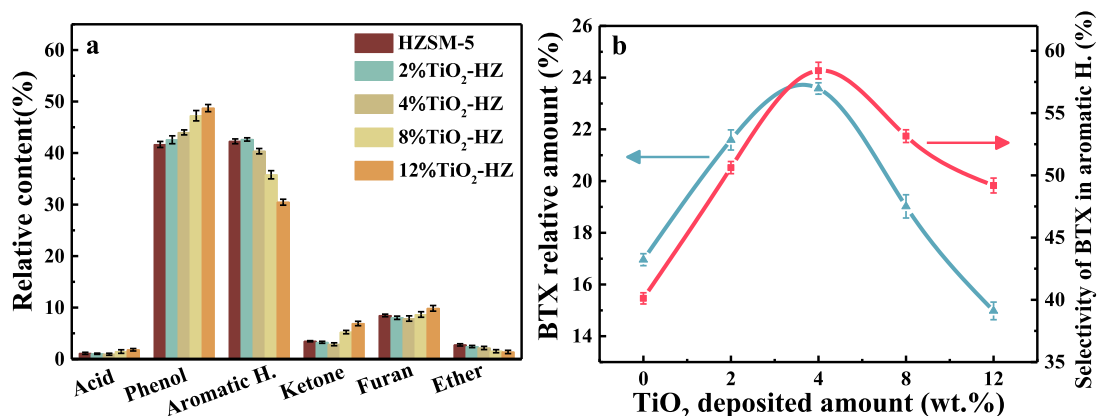 a
Relative content(%)
60
50
40
30
20
10
0
HZSM-5
2%TiO₂-HZ
4%TiO₂-HZ
8%TiO₂-HZ
12%TiO₂-HZ
Acid
Phenol
Aromatic H.
Ketone
Furan
Ether
b
BTX relative amount (%)
26
24
22
20
18
16
14
Selectivity of BTX in aromatic H. (%)
60
55
50
45
40
35
0
2
4
8
12
TiO₂ deposited amount (wt.%)